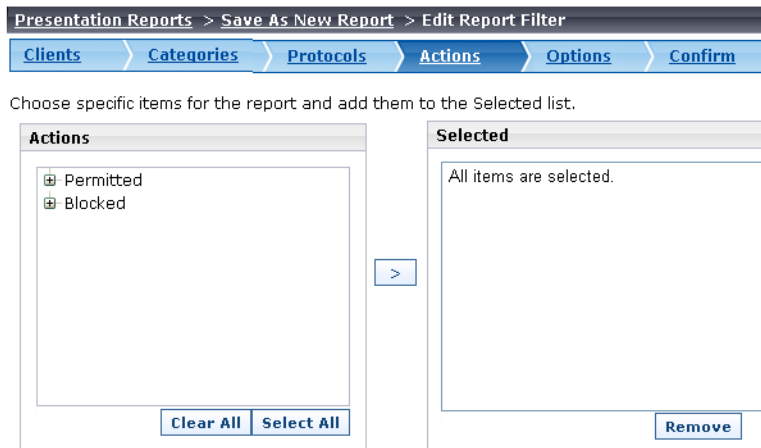 Presentation Reports > Save As New Report > Edit Report Filter
Clients Categories Protocols Actions Options Confirm
Choose specific items for the report and add them to the Selected list.
Actions
Permitted
Blocked
Clear All Select All
>
Selected
All items are selected.
Remove